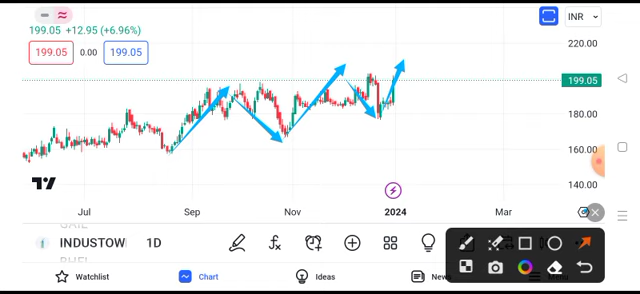 INR
199.05 +12.95 (+6.96%)
199.05 0.00 199.05
220.00
199.05
180.00
160.00
140.00
Jul Sep Nov 2024 Mar
INDUSTOW 1D
Watchlist Chart Ideas News